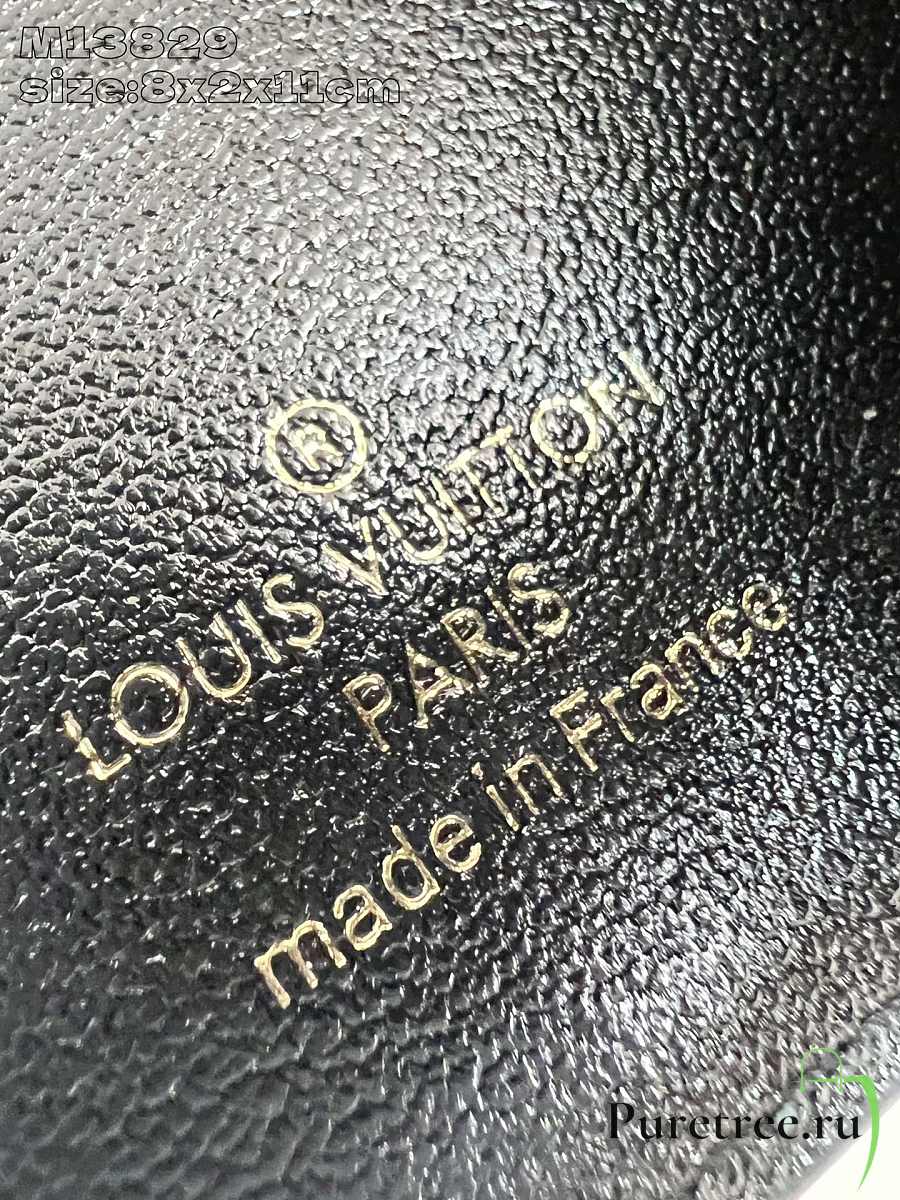 M13829
size:8x2x11cm
®
LOUIS VUITTON
PARIS
made in France
Puretree.ru